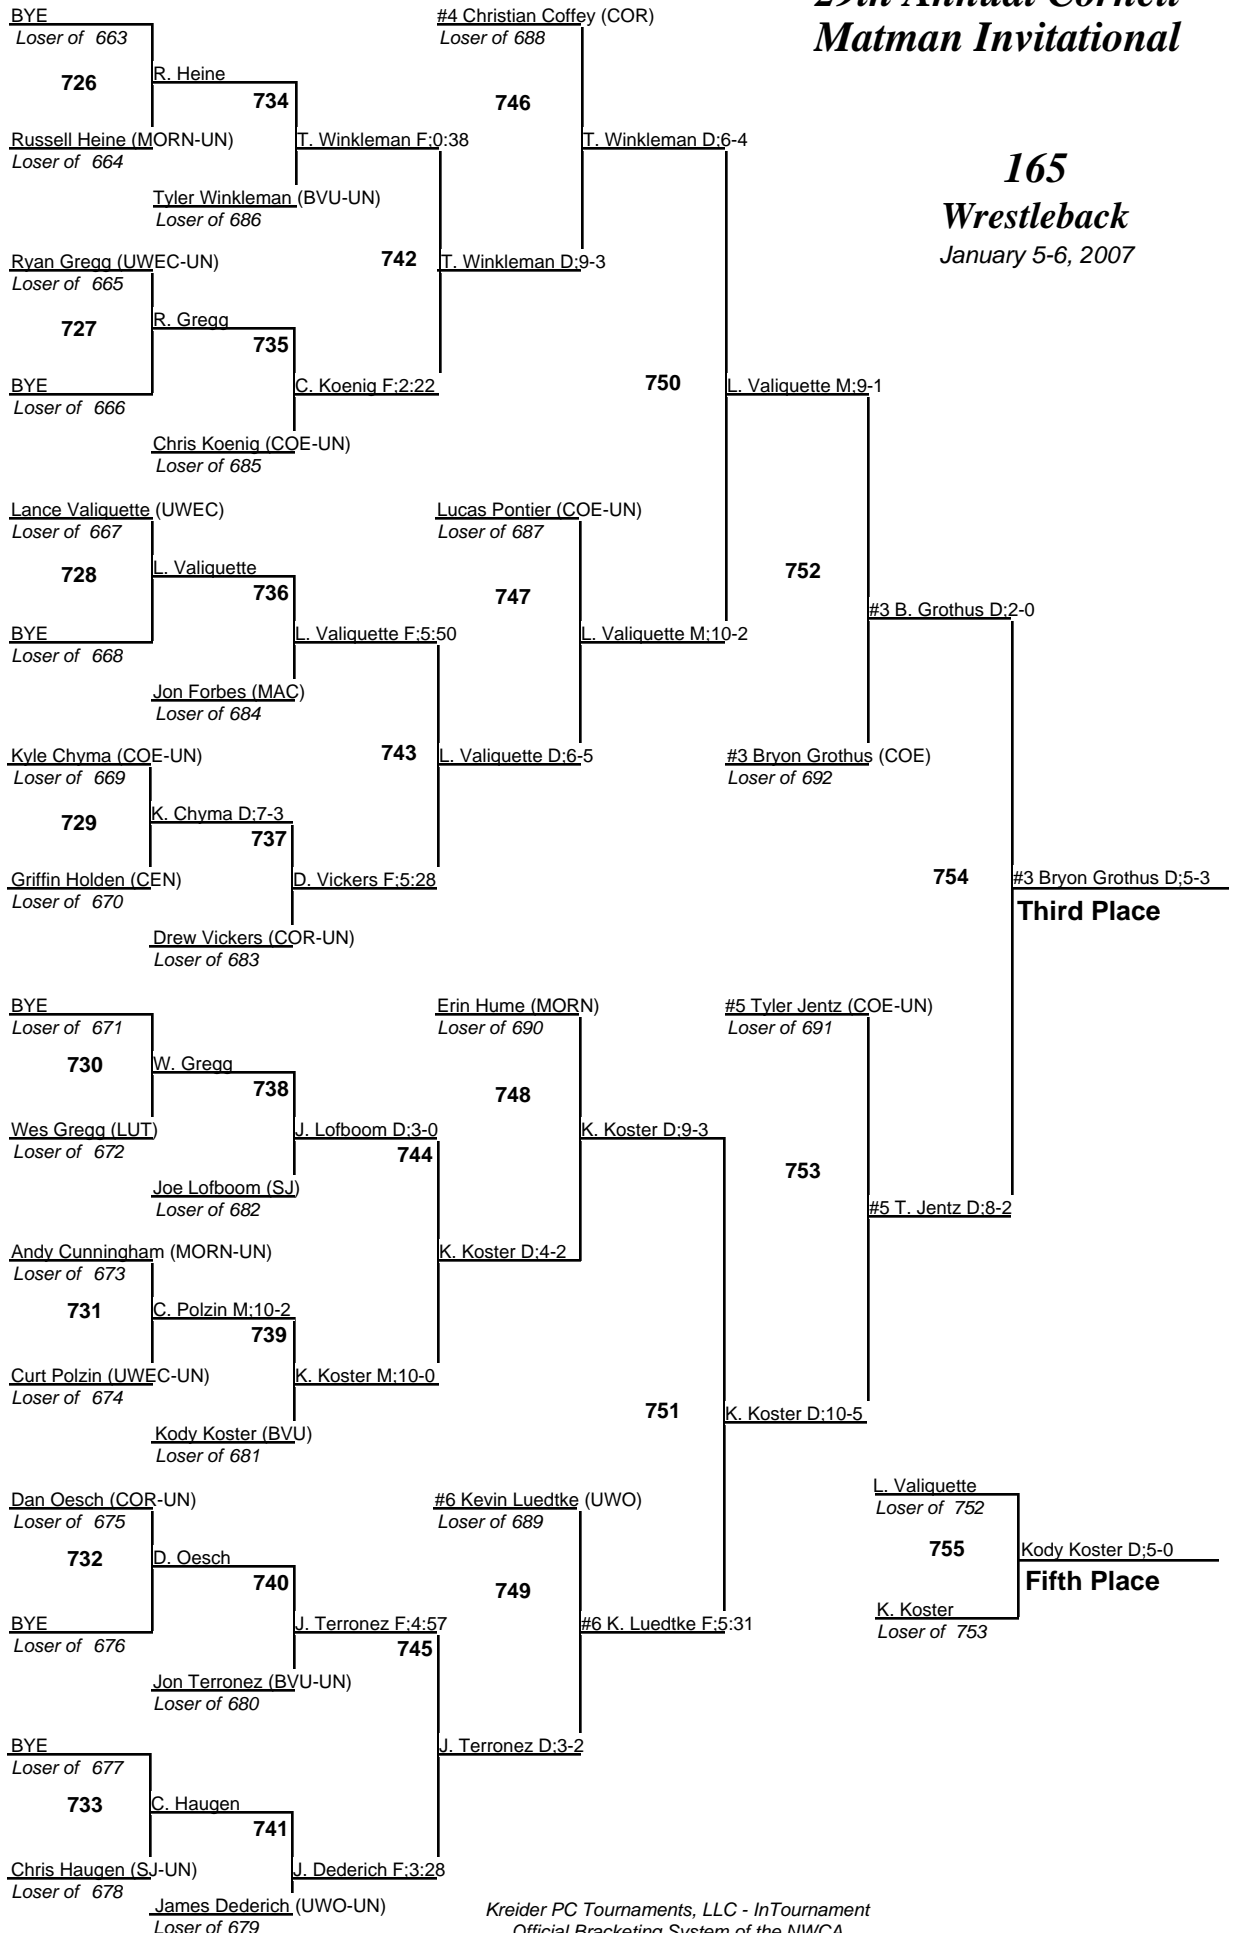 29th Annual Cornell
Matman Invitational
165
Wrestleback
January 5-6, 2007
BYE
Loser of 663
726
R. Heine
734
Russell Heine (MORN-UN)
Loser of 664
T. Winkleman F;0:38
Tyler Winkleman (BVU-UN)
Loser of 686
Ryan Gregg (UWEC-UN)
Loser of 665
742
T. Winkleman D;9-3
727
R. Gregg
735
BYE
Loser of 666
C. Koenig F;2:22
Chris Koenig (COE-UN)
Loser of 685
#4 Christian Coffey (COR)
Loser of 688
746
T. Winkleman D;6-4
750
L. Valiquette M;9-1
Lance Valiquette (UWEC)
Loser of 667
728
L. Valiquette
736
BYE
Loser of 668
L. Valiquette F;5:50
Jon Forbes (MAC)
Loser of 684
Kyle Chyma (COE-UN)
Loser of 669
743
L. Valiquette D;6-5
729
K. Chyma D;7-3
737
Griffin Holden (CEN)
Loser of 670
D. Vickers F;5:28
Drew Vickers (COR-UN)
Loser of 683
Lucas Pontier (COE-UN)
Loser of 687
747
L. Valiquette M;10-2
752
#3 B. Grothus D;2-0
#3 Bryon Grothus (COE)
Loser of 692
754
#3 Bryon Grothus D;5-3
Third Place
BYE
Loser of 671
730
W. Gregg
738
Wes Gregg (LUT)
Loser of 672
J. Lofboom D;3-0
744
Joe Lofboom (SJ)
Loser of 682
Andy Cunningham (MORN-UN)
Loser of 673
K. Koster D;4-2
731
C. Polzin M;10-2
739
Curt Polzin (UWEC-UN)
Loser of 674
K. Koster M;10-0
Kody Koster (BVU)
Loser of 681
Erin Hume (MORN)
Loser of 690
748
K. Koster D;9-3
#5 Tyler Jentz (COE-UN)
Loser of 691
753
#5 T. Jentz D;8-2
751
K. Koster D;10-5
Dan Oesch (COR-UN)
Loser of 675
732
D. Oesch
740
BYE
Loser of 676
J. Terronez F;4:57
745
Jon Terronez (BVU-UN)
Loser of 680
#6 Kevin Luedtke (UWO)
Loser of 689
749
#6 K. Luedtke F;5:31
BYE
Loser of 677
J. Terronez D;3-2
733
C. Haugen
741
Chris Haugen (SJ-UN)
Loser of 678
J. Dederich F;3:28
James Dederich (UWO-UN)
Loser of 679
L. Valiquette
Loser of 752
755
Kody Koster D;5-0
Fifth Place
K. Koster
Loser of 753
Kreider PC Tournaments, LLC - InTournament
Official Bracketing System of the NWCA